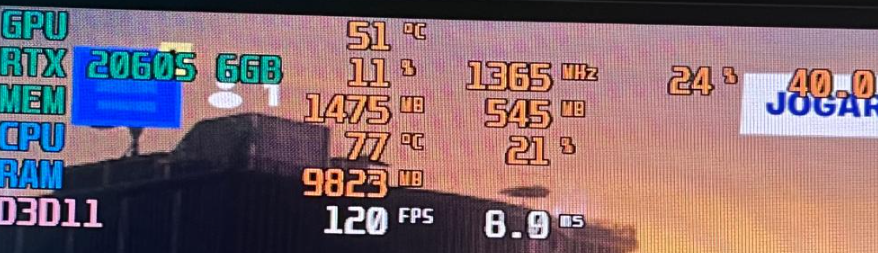 GPU 51 °C
RTX 2060S 6GB 11 % 1365 MHz 24 % 40.0
MEM 1475 MB 545 MB JOGAR
CPU 77 °C 21 %
RAM 9823 MB
D3D11 120 FPS 8.9 ms
1